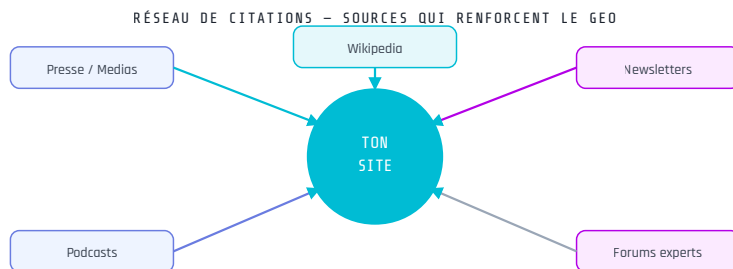 RÉSEAU DE CITATIONS — SOURCES QUI RENFORCENT LE GEO
Wikipedia
Presse / Medias
Newsletters
TON
SITE
Podcasts
Forums experts